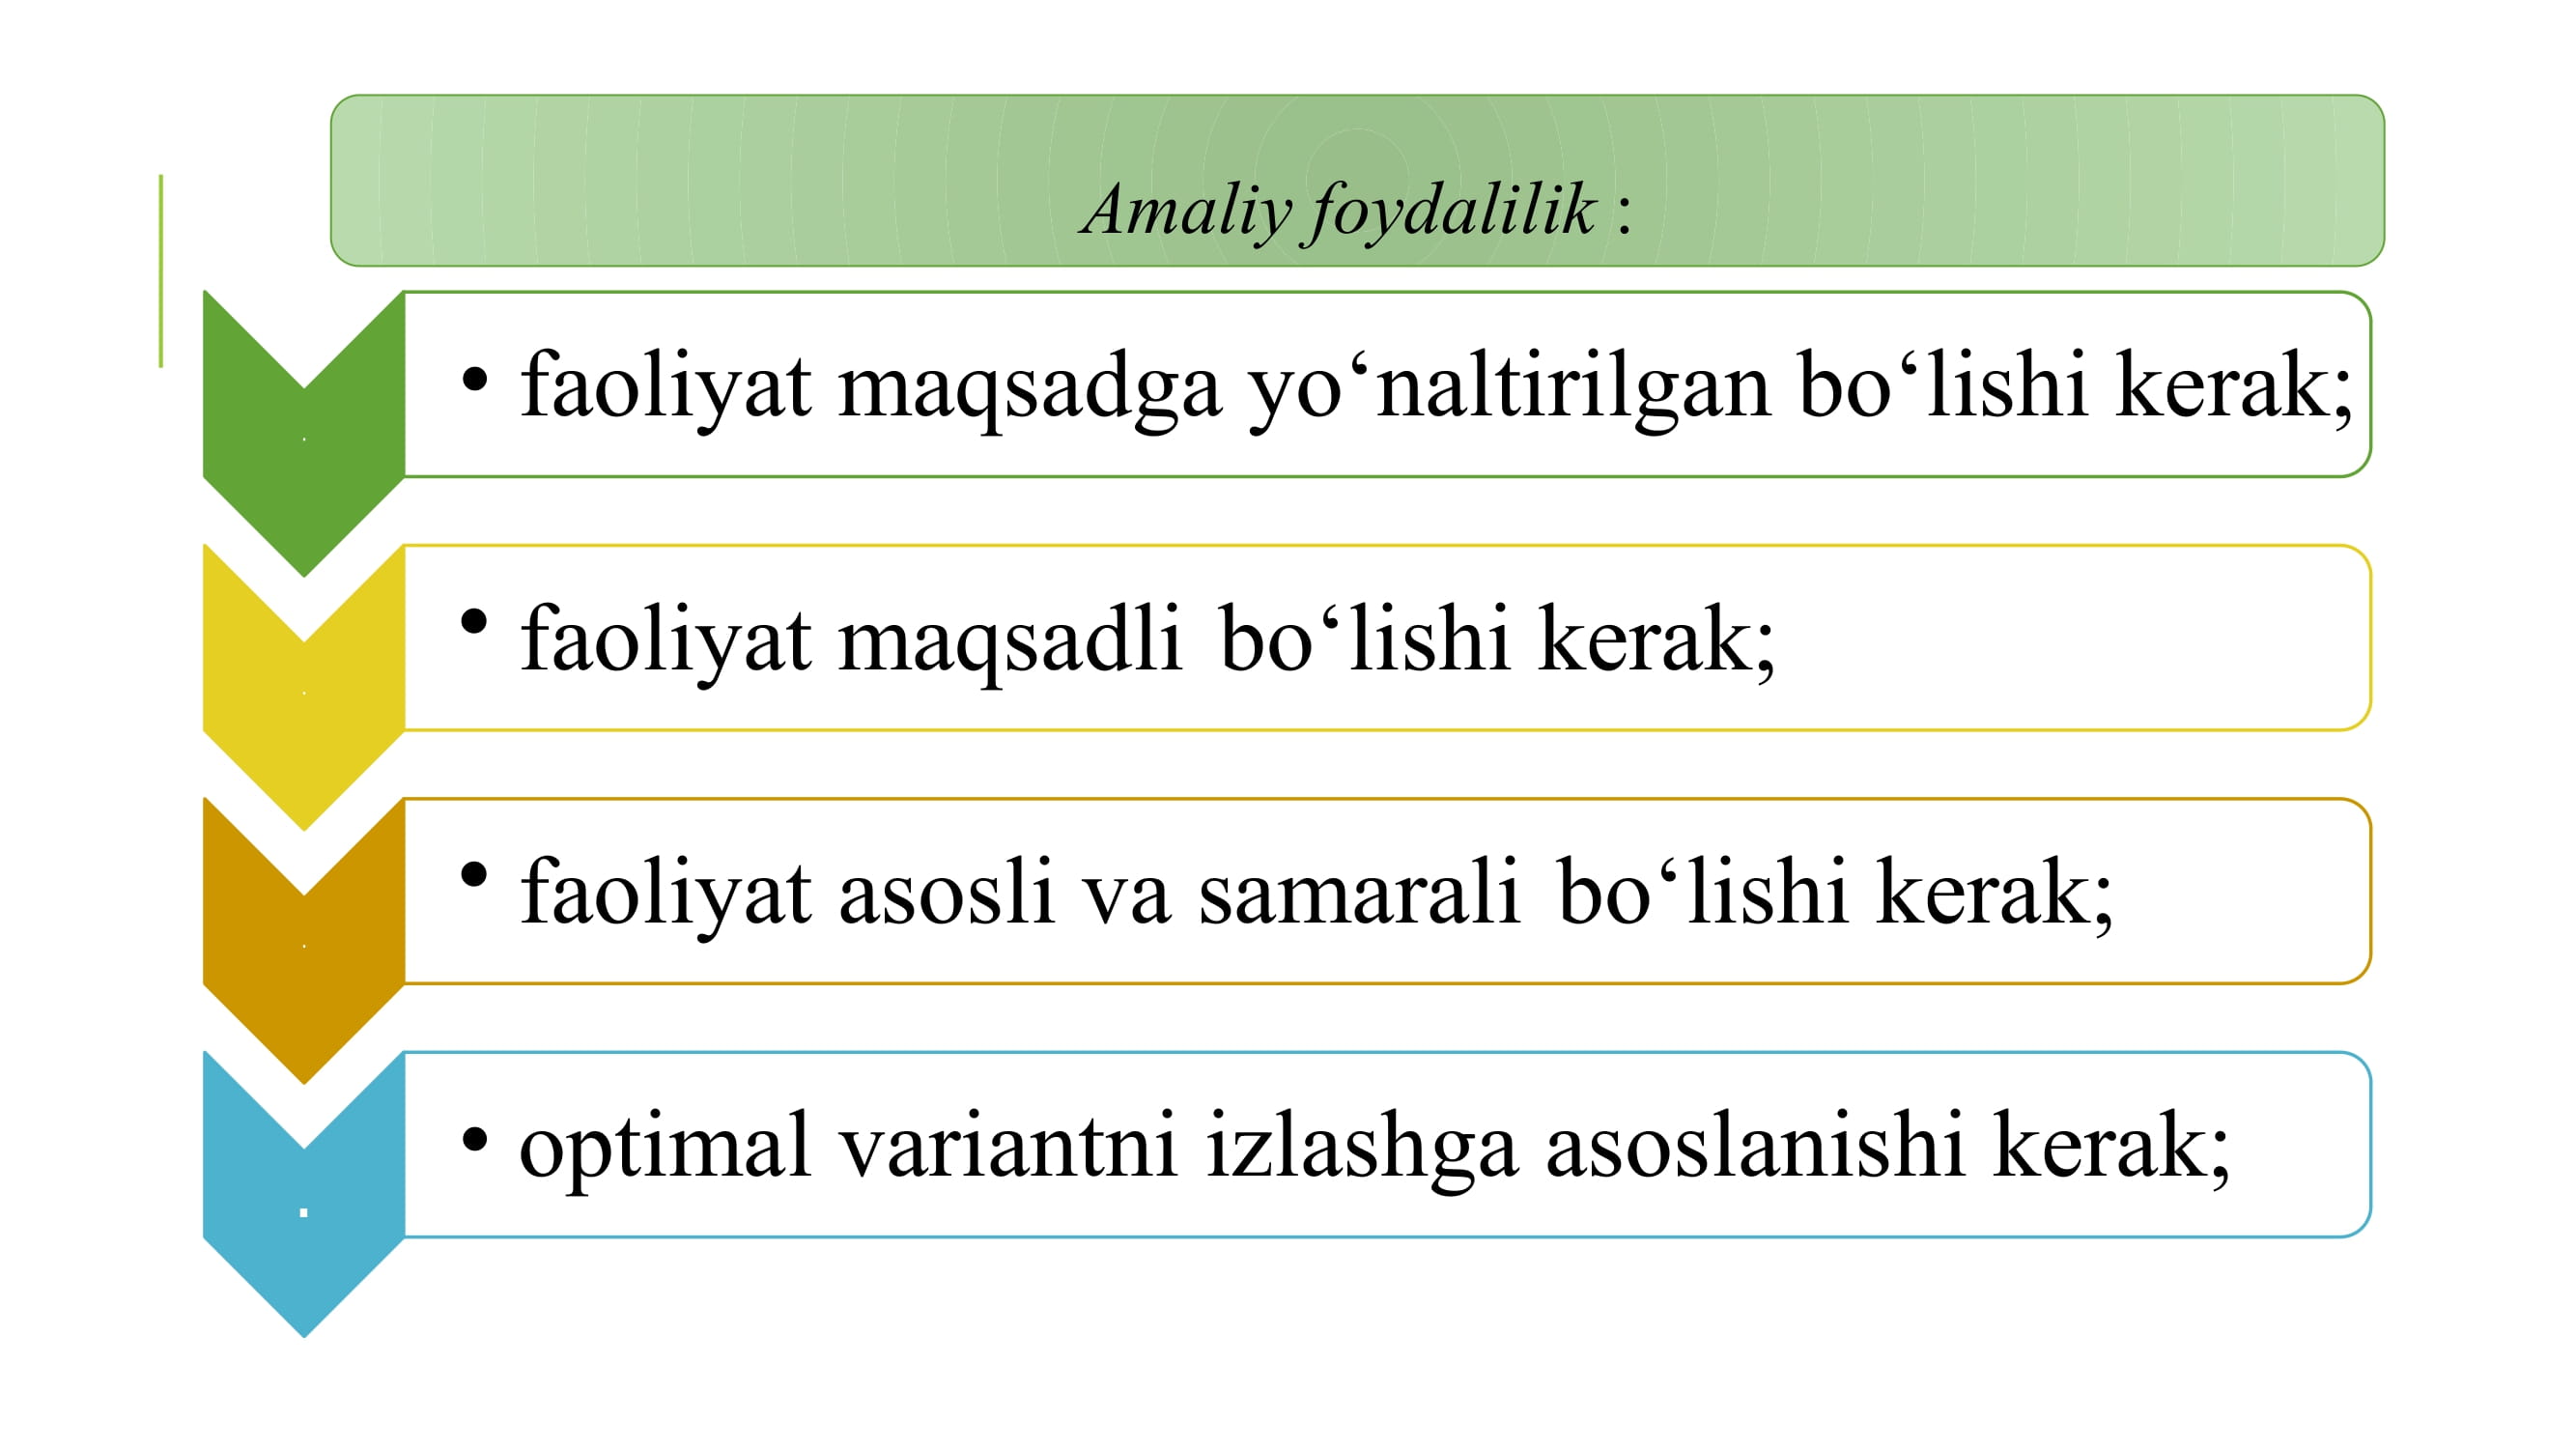 Amaliy foydalilik :
• faoliyat maqsadga yo‘naltirilgan bo‘lishi kerak;
• faoliyat maqsadli bo‘lishi kerak;
• faoliyat asosli va samarali bo‘lishi kerak;
• optimal variantni izlashga asoslanishi kerak;